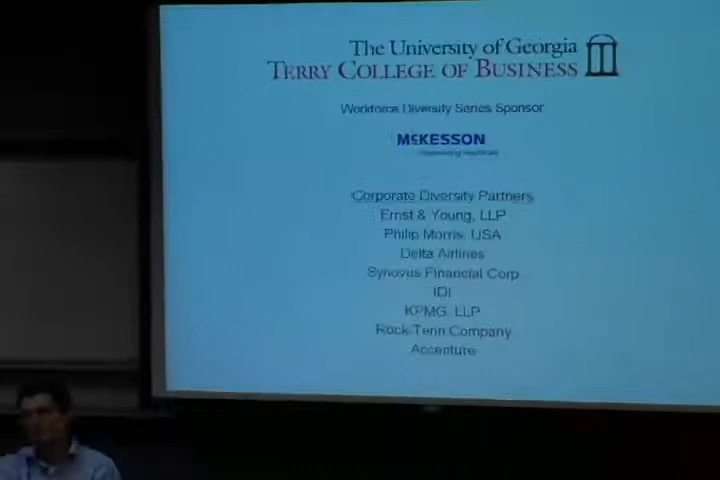 The University of Georgia
TERRY COLLEGE OF BUSINESS
Workforce Diversity Series Sponsor
MCKESSON
Corporate Diversity Partners
Ernst & Young, LLP
Philip Morris, USA
Delta Airlines
Synovus Financial Corp
IDI
KPMG, LLP
Rock Tenn Company
Accenture